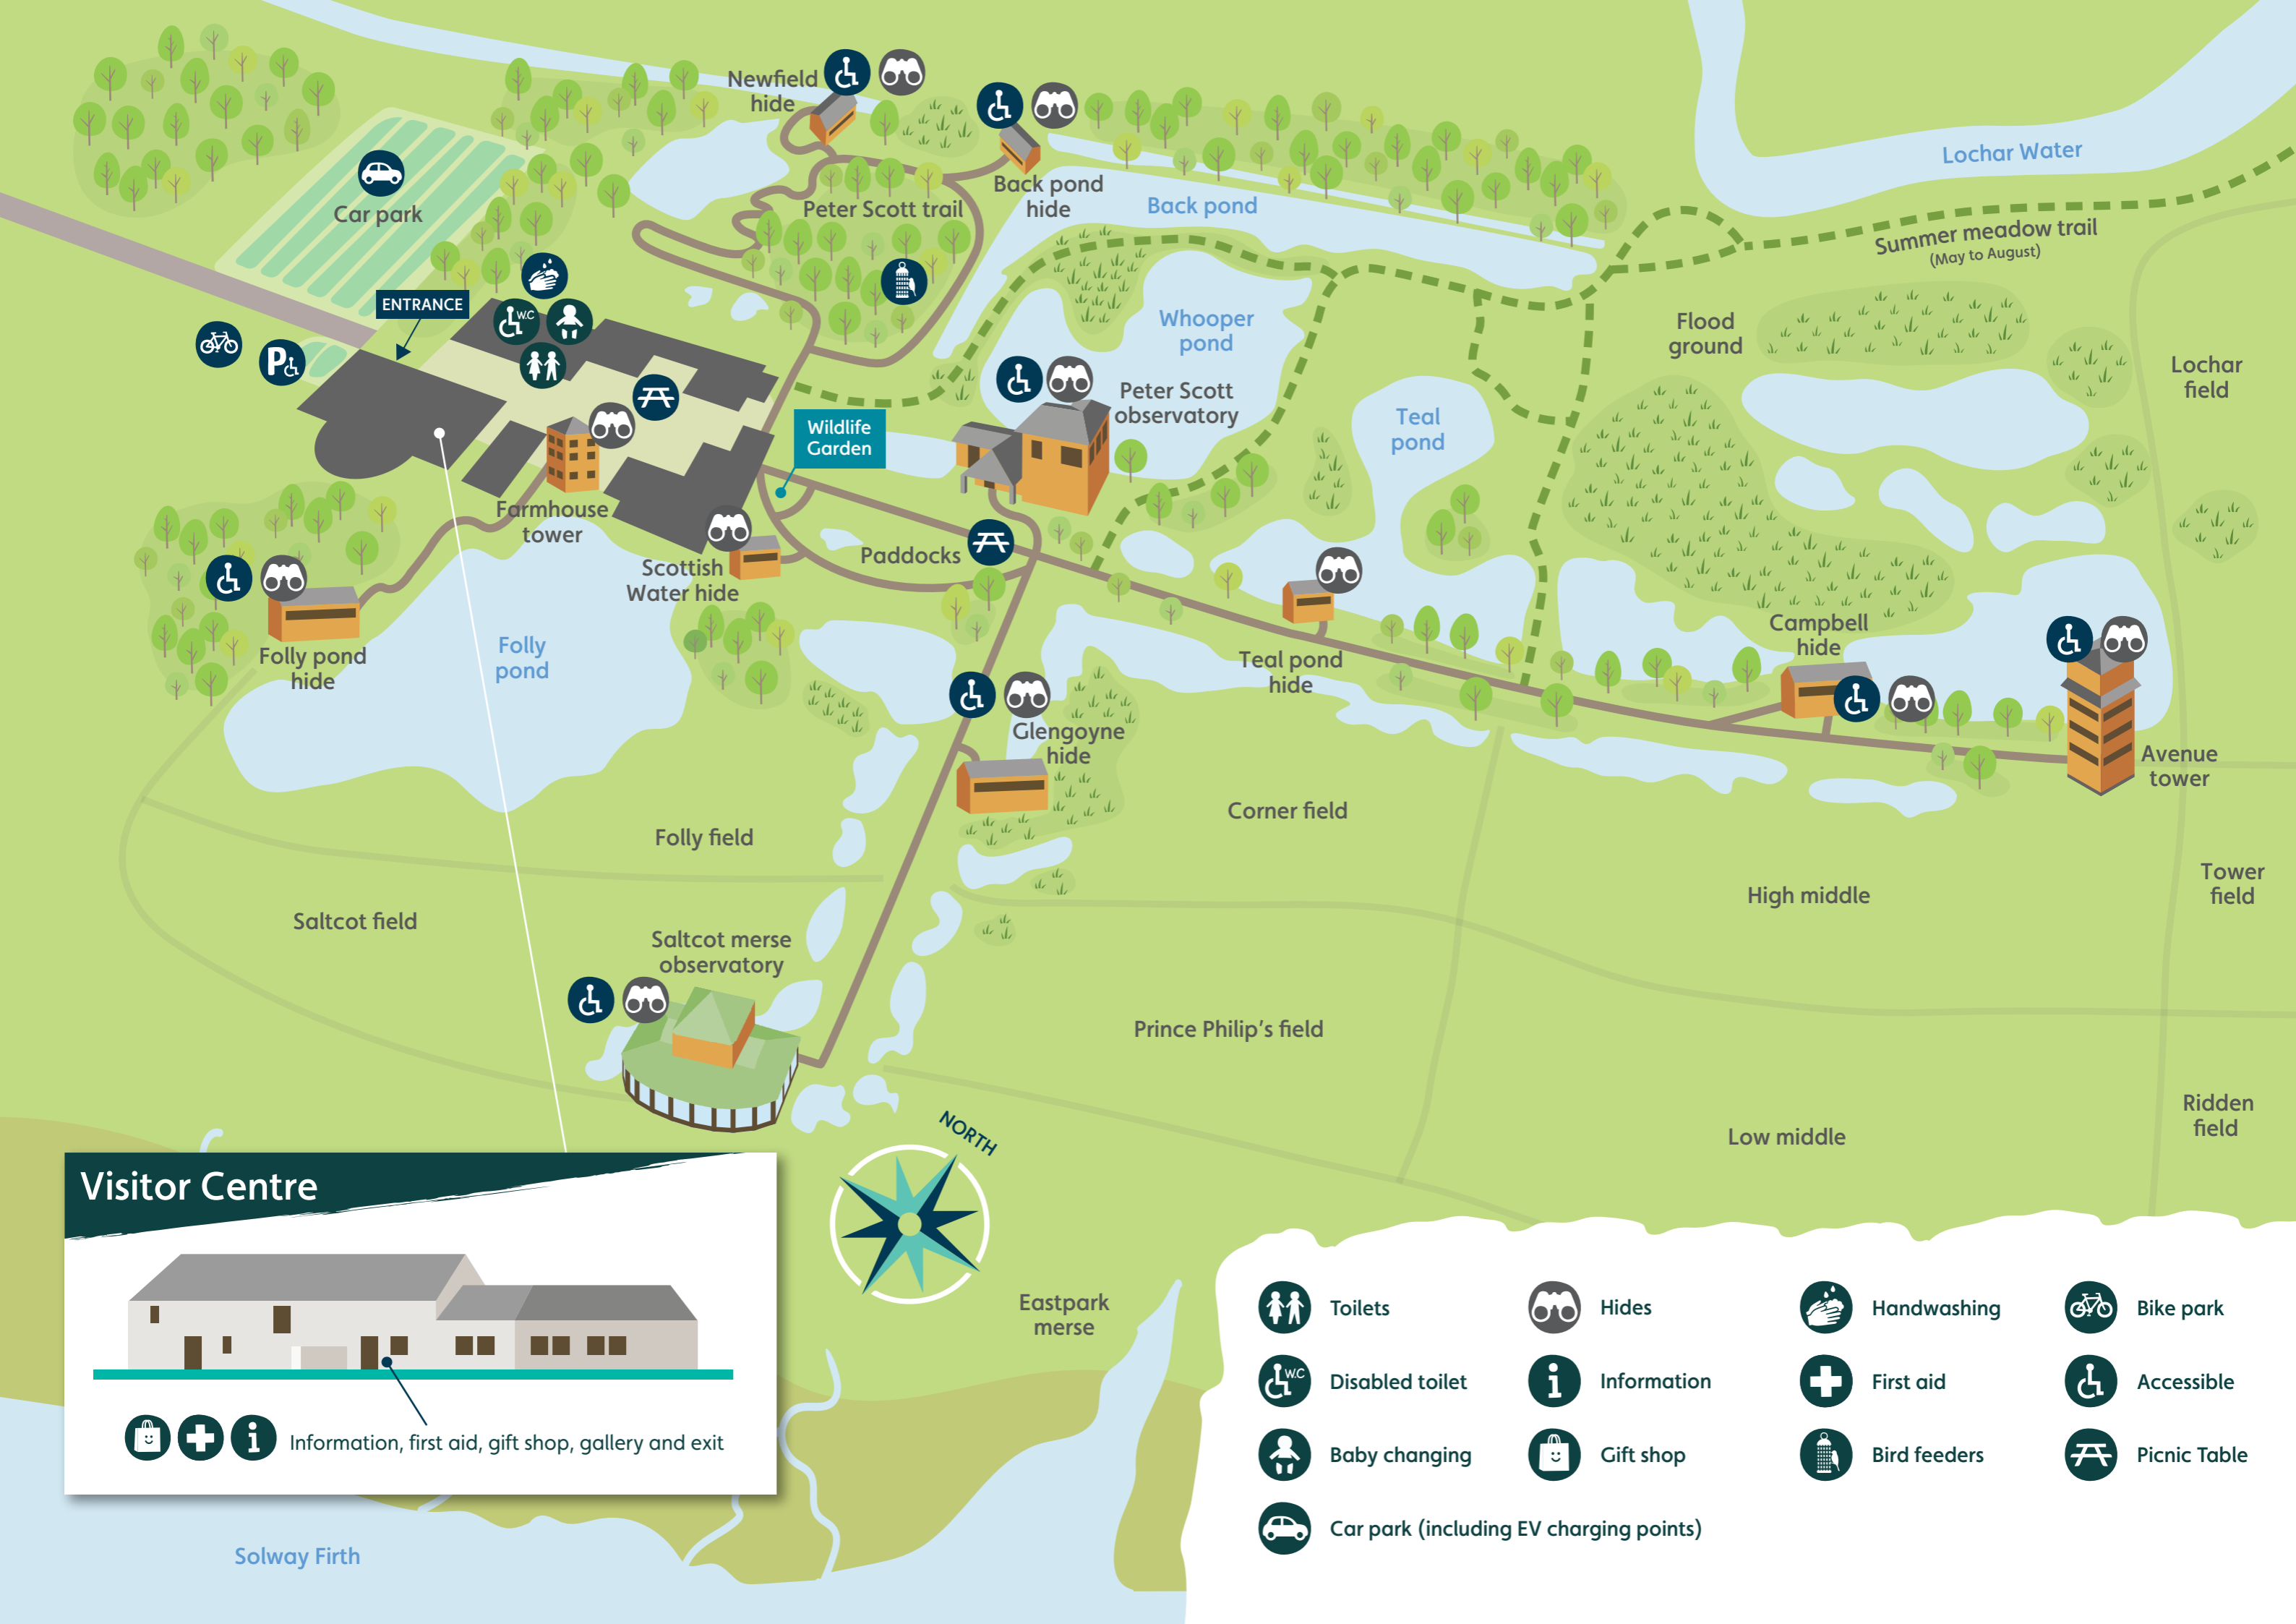 Newfield
hide
Car park
Peter Scott trail
Back pond
hide
Back pond
Lochar Water
Summer meadow trail
(May to August)
ENTRANCE
W.C
P
Whooper
pond
Flood
ground
Lochar
field
Peter Scott
observatory
Teal
pond
Wildlife
Garden
Farmhouse
tower
Scottish
Water hide
Paddocks
Folly pond
hide
Folly
pond
Teal pond
hide
Campbell
hide
Glengoyne
hide
Avenue
tower
Corner field
Folly field
High middle
Tower
field
Saltcot field
Saltcot merse
observatory
Prince Philip's field
Low middle
Ridden
field
NORTH
Eastpark
merse
Visitor Centre
i
Information, first aid, gift shop, gallery and exit
Solway Firth
Toilets
Hides
Handwashing
Bike park
W.C
Disabled toilet
i
Information
First aid
Accessible
Baby changing
Gift shop
Bird feeders
Picnic Table
Car park (including EV charging points)